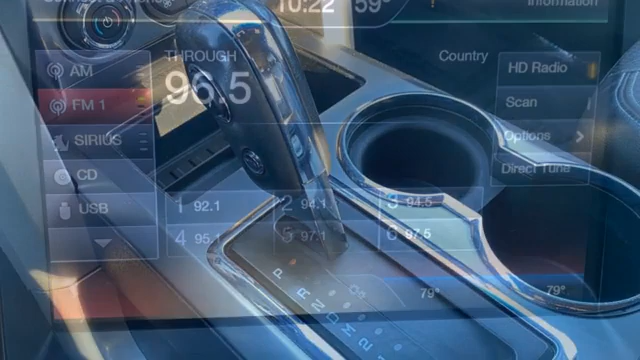 10:22 59°
Information
AM
THROUGH
Country
HD Radio
FM 1
96.5
Scan
SIRIUS
Options >
CD
Direct Tune
USB
1 92.1
2 94.1
3 94.5
4 95.1
5 97.1
6 97.5
79°
79°
P
R
N
D
M